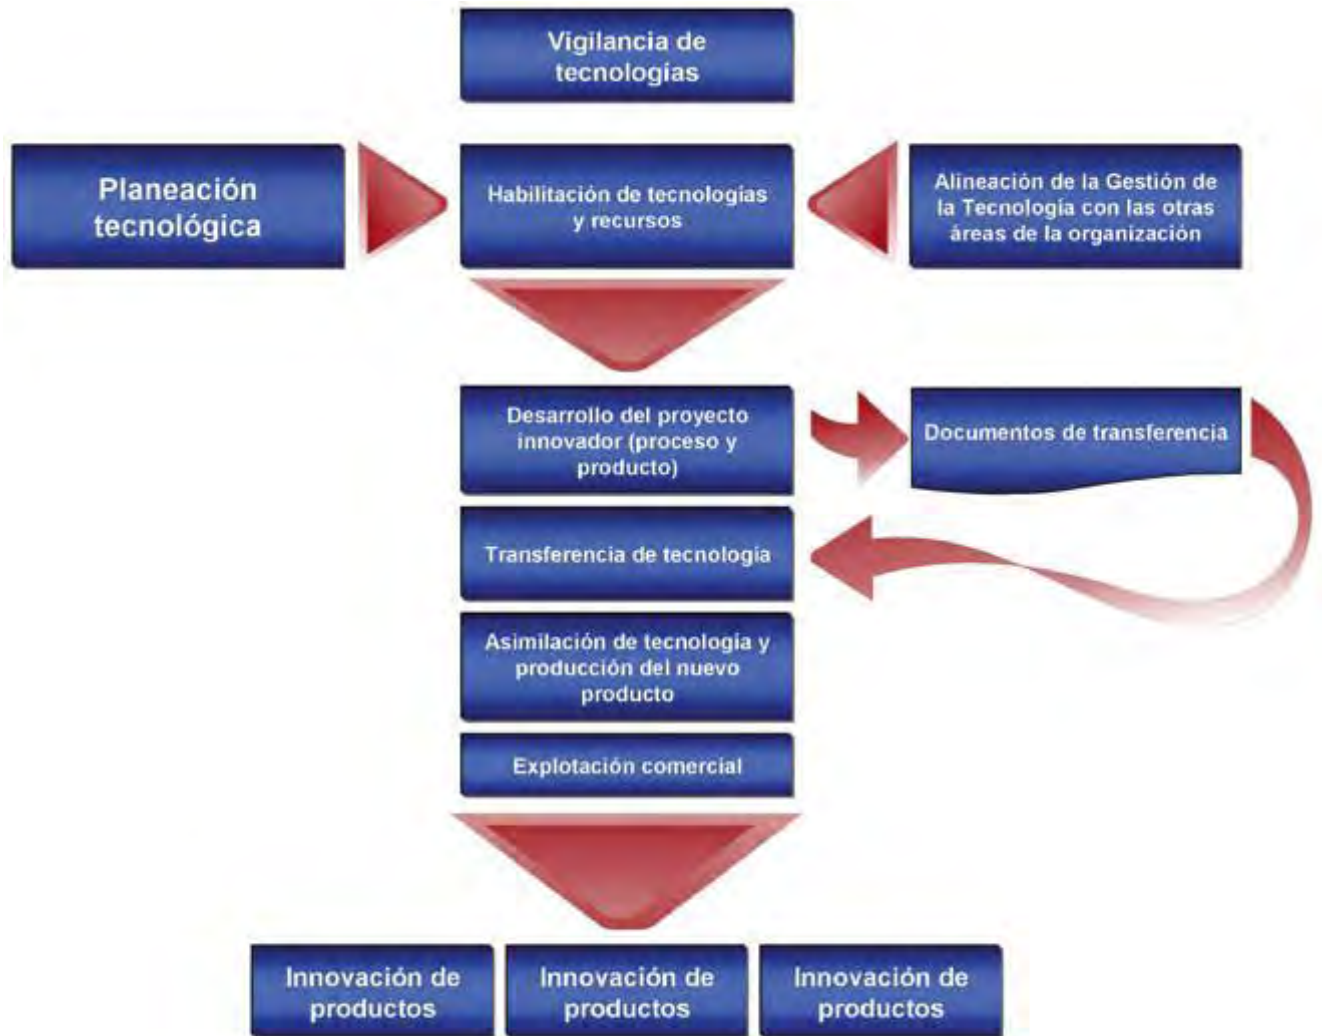 Vigilancia de
tecnologías
Planeación
tecnológica
Habilitación de tecnologías
y recursos
Alineación de la Gestión de
la Tecnología con las otras
áreas de la organización
Desarrollo del proyecto
innovador (proceso y
producto)
Documentos de transferencia
Transferencia de tecnología
Asimilación de tecnología y
producción del nuevo
producto
Explotación comercial
Innovación de
productos
Innovación de
productos
Innovación de
productos